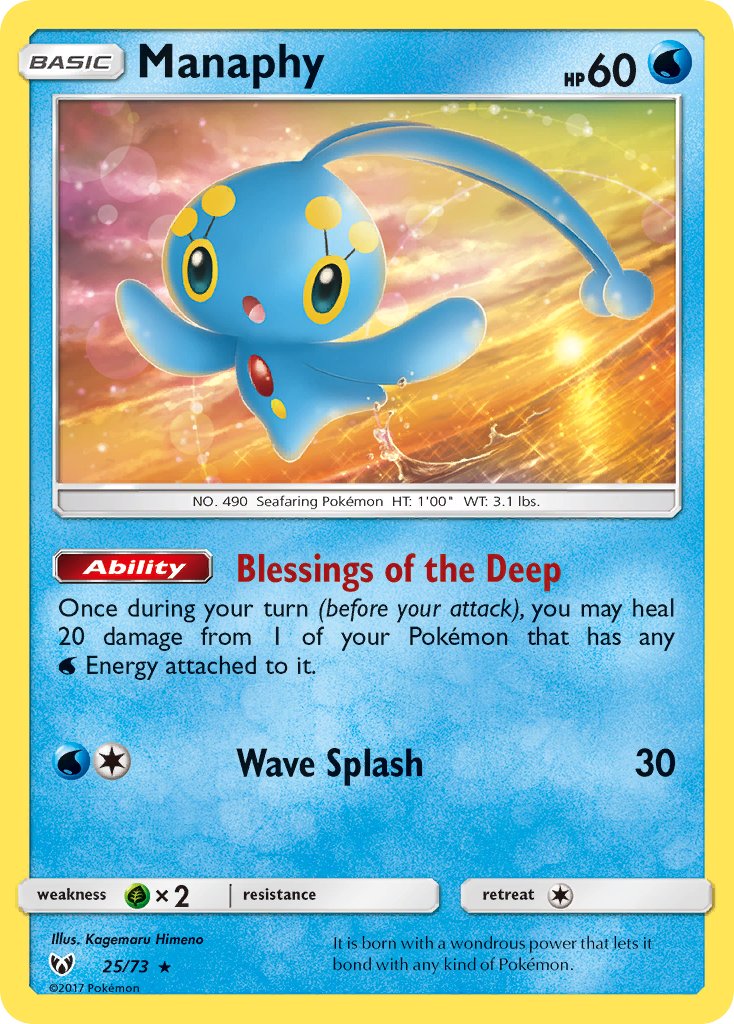 BASIC Manaphy HP60
NO. 490 Seafaring Pokémon HT: 1'00" WT: 3.1 lbs.
Ability Blessings of the Deep
Once during your turn (before your attack), you may heal
20 damage from 1 of your Pokémon that has any
Energy attached to it.
Wave Splash 30
weakness ×2 resistance retreat
Illus. Kagemaru Himeno
25/73 ★
©2017 Pokémon
It is born with a wondrous power that lets it
bond with any kind of Pokémon.